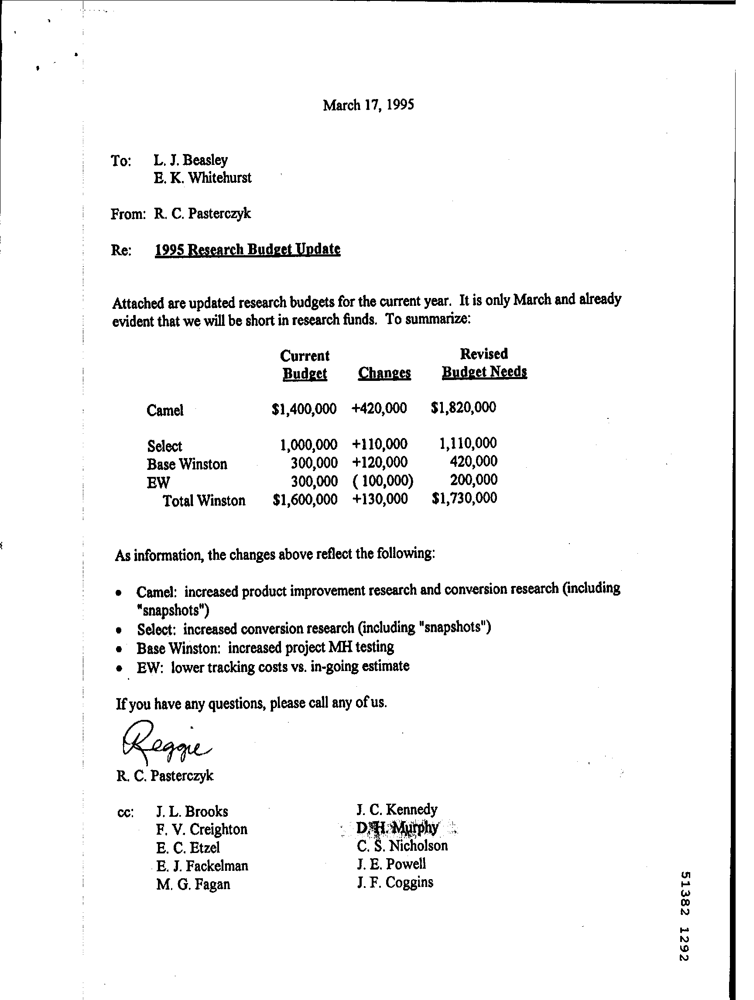 March 17, 1995
To: L. J. Beasley
E. K. Whitehurst
From: R. C. Pasterczyk
Re: 1995 Research Budget Update
Attached are updated research budgets for the current year. It is only March and already
evident that we will be short in research funds. To summarize:
Current Revised
Budget Changes Budget Needs
Camel $1,400,000 +420,000 $1,820,000
Select 1,000,000 +110,000 1,110,000
Base Winston 300,000 +120,000 420,000
EW 300,000 ( 100,000) 200,000
Total Winston $1,600,000 +130,000 $1,730,000
As information, the changes above reflect the following:
• Camel: increased product improvement research and conversion research (including
"snapshots")
• Select: increased conversion research (including "snapshots")
• Base Winston: increased project MH testing
• EW: lower tracking costs vs. in-going estimate
If you have any questions, please call any of us.
Reggie
R. C. Pasterczyk
cc: J. L. Brooks J. C. Kennedy
F. V. Creighton D. H. Murphy
E. C. Etzel C. S. Nicholson
E. J. Fackelman J. E. Powell
M. G. Fagan J. F. Coggins
51382 1292